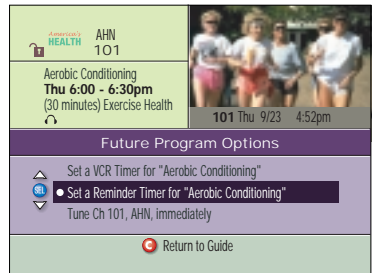 America's
HEALTH
AHN
101
Aerobic Conditioning
Thu 6:00 - 6:30pm
(30 minutes) Exercise Health
101 Thu 9/23 4:52pm
Future Program Options
Set a VCR Timer for "Aerobic Conditioning"
SEL
Set a Reminder Timer for "Aerobic Conditioning"
Tune Ch 101, AHN, immediately
C Return to Guide